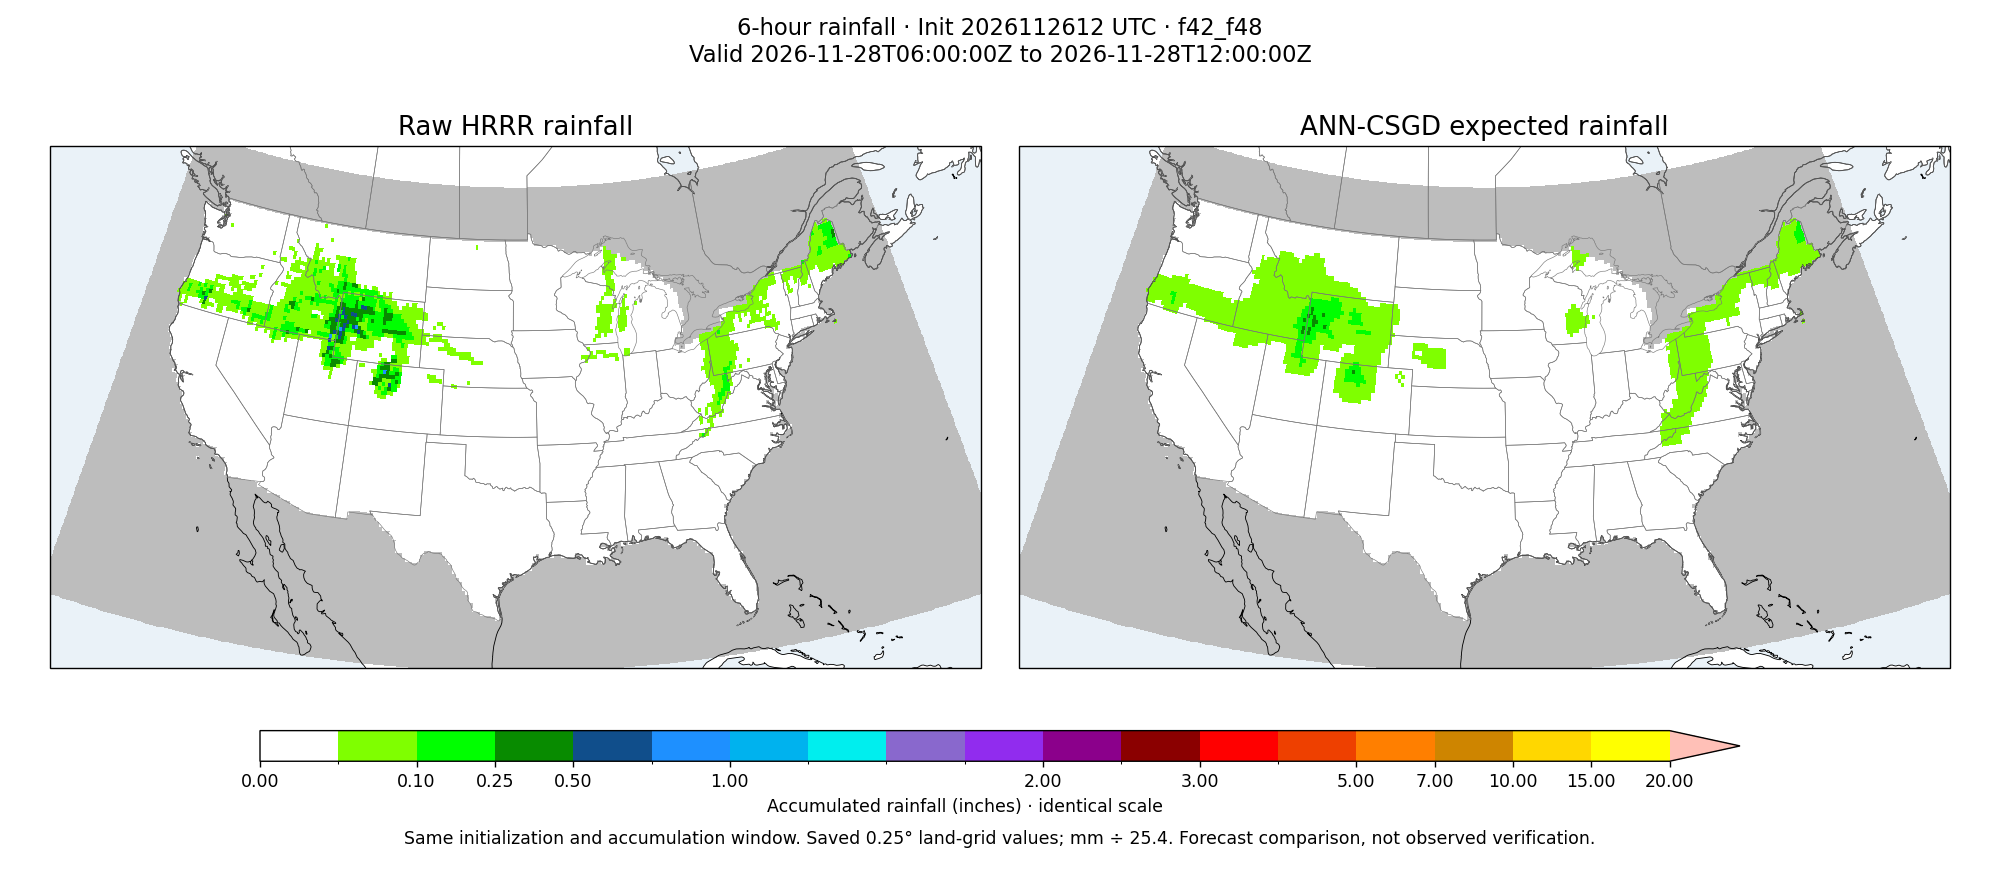 6-hour rainfall · Init 2026112612 UTC · f42_f48
Valid 2026-11-28T06:00:00Z to 2026-11-28T12:00:00Z
Raw HRRR rainfall
ANN-CSGD expected rainfall
0.00 0.10 0.25 0.50 1.00 2.00 3.00 5.00 7.00 10.00 15.00 20.00
Accumulated rainfall (inches) · identical scale
Same initialization and accumulation window. Saved 0.25° land-grid values; mm ÷ 25.4. Forecast comparison, not observed verification.